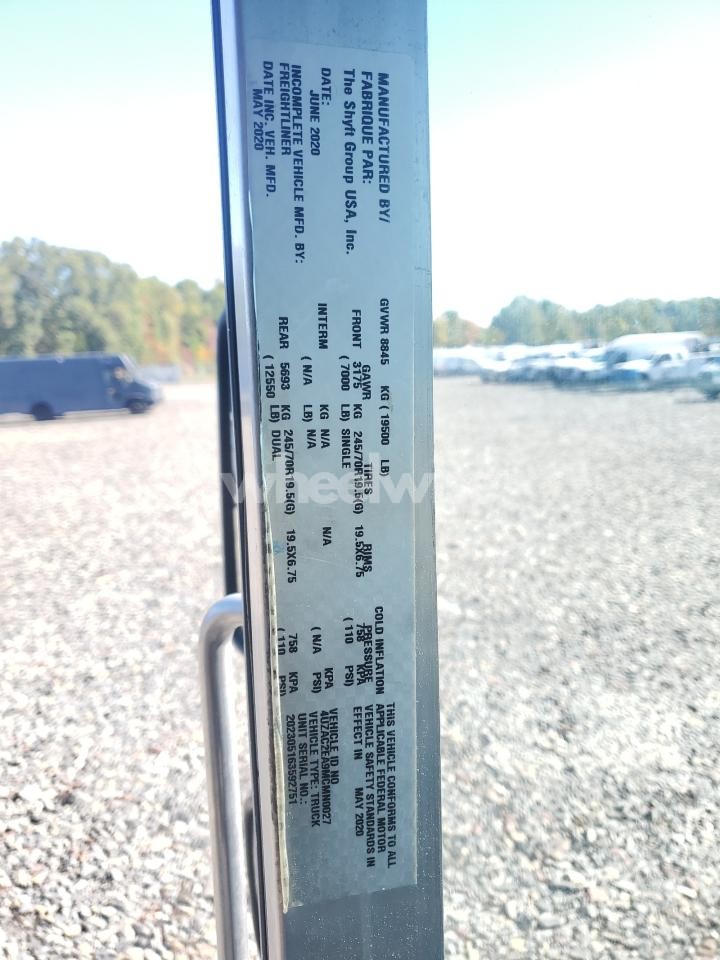 MANUFACTURED BY/
FABRIQUE PAR:
The Shyft Group USA, Inc.
DATE:
JUNE 2020
INCOMPLETE VEHICLE MFD. BY:
FREIGHTLINER
DATE INC. VEH. MFD.
MAY 2020
GVWR 8845 KG ( 19500 LB)
GAWR TIRES RIMS COLD INFLATION PRESSURE
FRONT 3175 KG 245/70R19.5(G) 19.5X6.75 758 KPA
( 7000 LB) SINGLE ( 110 PSI)
INTERM KG N/A N/A KPA
( N/A LB) N/A ( N/A PSI)
REAR 5693 KG 245/70R19.5(G) 19.5X6.75 758 KPA
( 12550 LB) DUAL ( 110 PSI)
THIS VEHICLE CONFORMS TO ALL
APPLICABLE FEDERAL MOTOR
VEHICLE SAFETY STANDARDS IN
EFFECT IN MAY 2020
VEHICLE ID NO
VEHICLE TYPE: TRUCK
UNIT SERIAL NO.:
202305163592751
wheelw